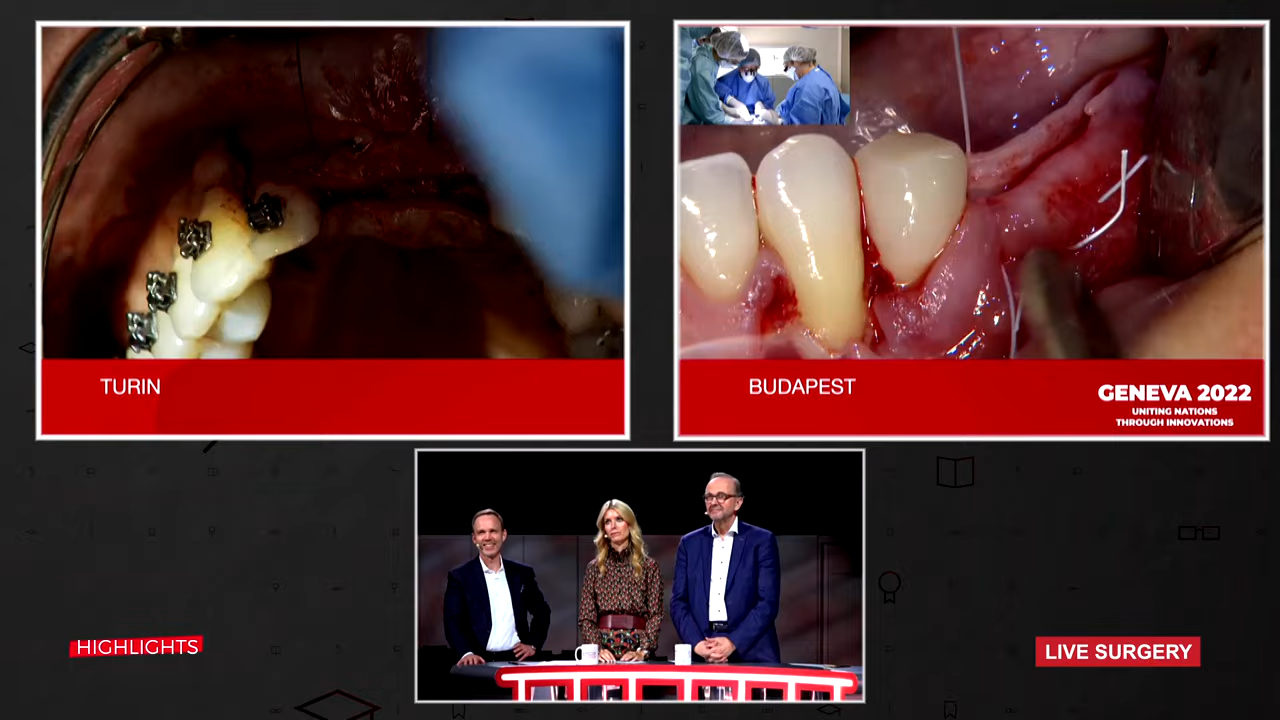 TURIN
BUDAPEST
GENEVA 2022
UNITING NATIONS
THROUGH INNOVATIONS
HIGHLIGHTS
LIVE SURGERY